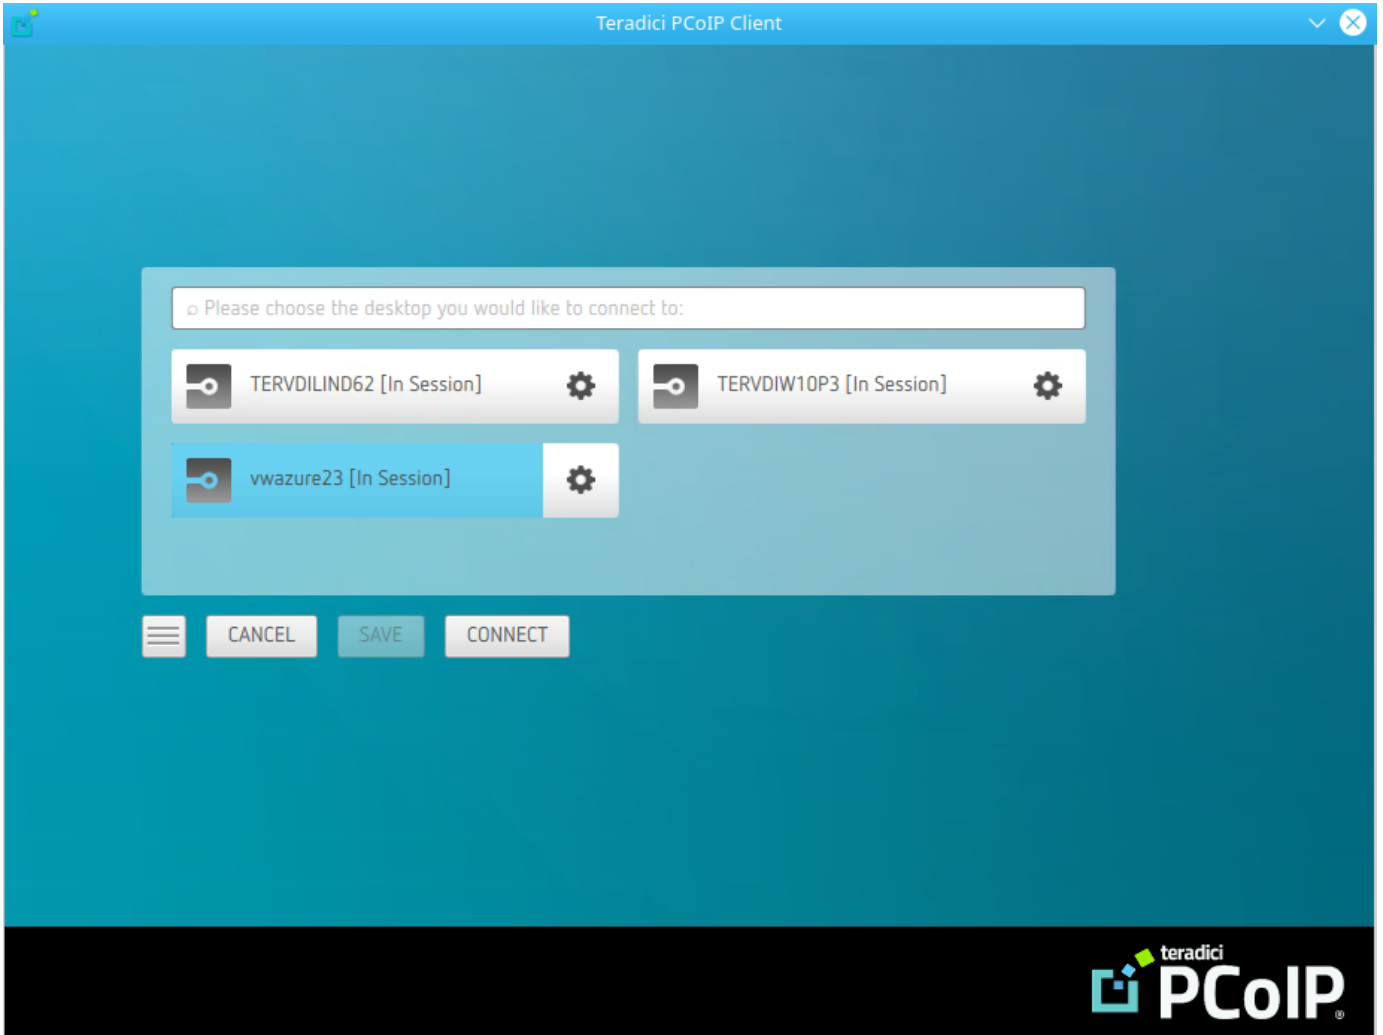 Teradici PCoIP Client
Please choose the desktop you would like to connect to:
TERVDILIND62 [In Session]
TERVDIW10P3 [In Session]
vwazure23 [In Session]
CANCEL
SAVE
CONNECT
teradici
PCoIP®